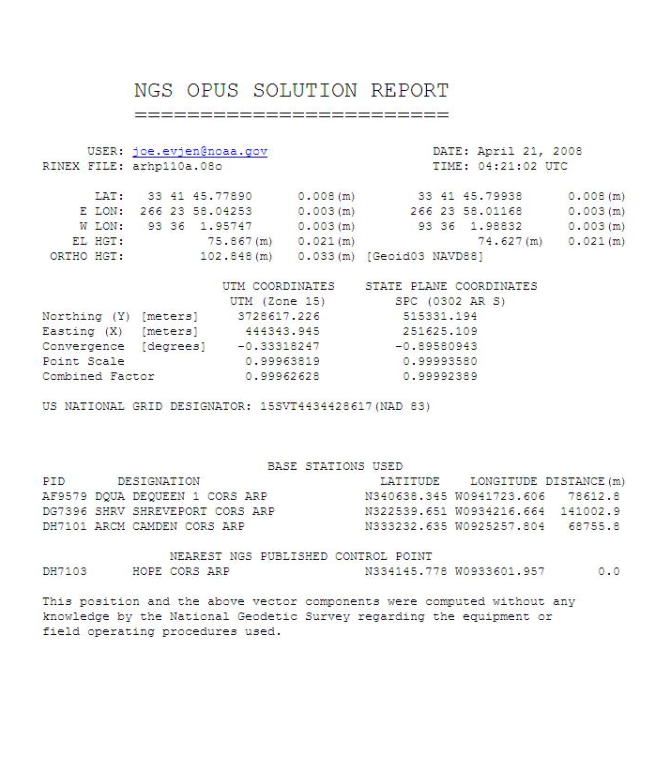 NGS OPUS SOLUTION REPORT
========================
USER: joe.evjen@noaa.gov DATE: April 21, 2008
RINEX FILE: arhp110a.08o TIME: 04:21:02 UTC
LAT: 33 41 45.77890 0.008(m) 33 41 45.79938 0.008(m)
E LON: 266 23 58.04253 0.003(m) 266 23 58.01168 0.003(m)
W LON: 93 36 1.95747 0.003(m) 93 36 1.98832 0.003(m)
EL HGT: 75.867(m) 0.021(m) 74.627(m) 0.021(m)
ORTHO HGT: 102.848(m) 0.033(m) [Geoid03 NAVD88]
UTM COORDINATES STATE PLANE COORDINATES
UTM (Zone 15) SPC (0302 AR S)
Northing (Y) [meters] 3728617.226 515331.194
Easting (X) [meters] 444343.945 251625.109
Convergence [degrees] -0.33318247 -0.89580943
Point Scale 0.99963819 0.99993580
Combined Factor 0.99962628 0.99992389
US NATIONAL GRID DESIGNATOR: 15SVT4434428617(NAD 83)
BASE STATIONS USED
PID DESIGNATION LATITUDE LONGITUDE DISTANCE(m)
AF9579 DQUA DEQUEEN 1 CORS ARP N340638.345 W0941723.606 78612.8
DG7396 SHRV SHREVEPORT CORS ARP N322539.651 W0934216.664 141002.9
DH7101 ARCM CAMDEN CORS ARP N333232.635 W0925257.804 68755.8
NEAREST NGS PUBLISHED CONTROL POINT
DH7103 HOPE CORS ARP N334145.778 W0933601.957 0.0
This position and the above vector components were computed without any
knowledge by the National Geodetic Survey regarding the equipment or
field operating procedures used.